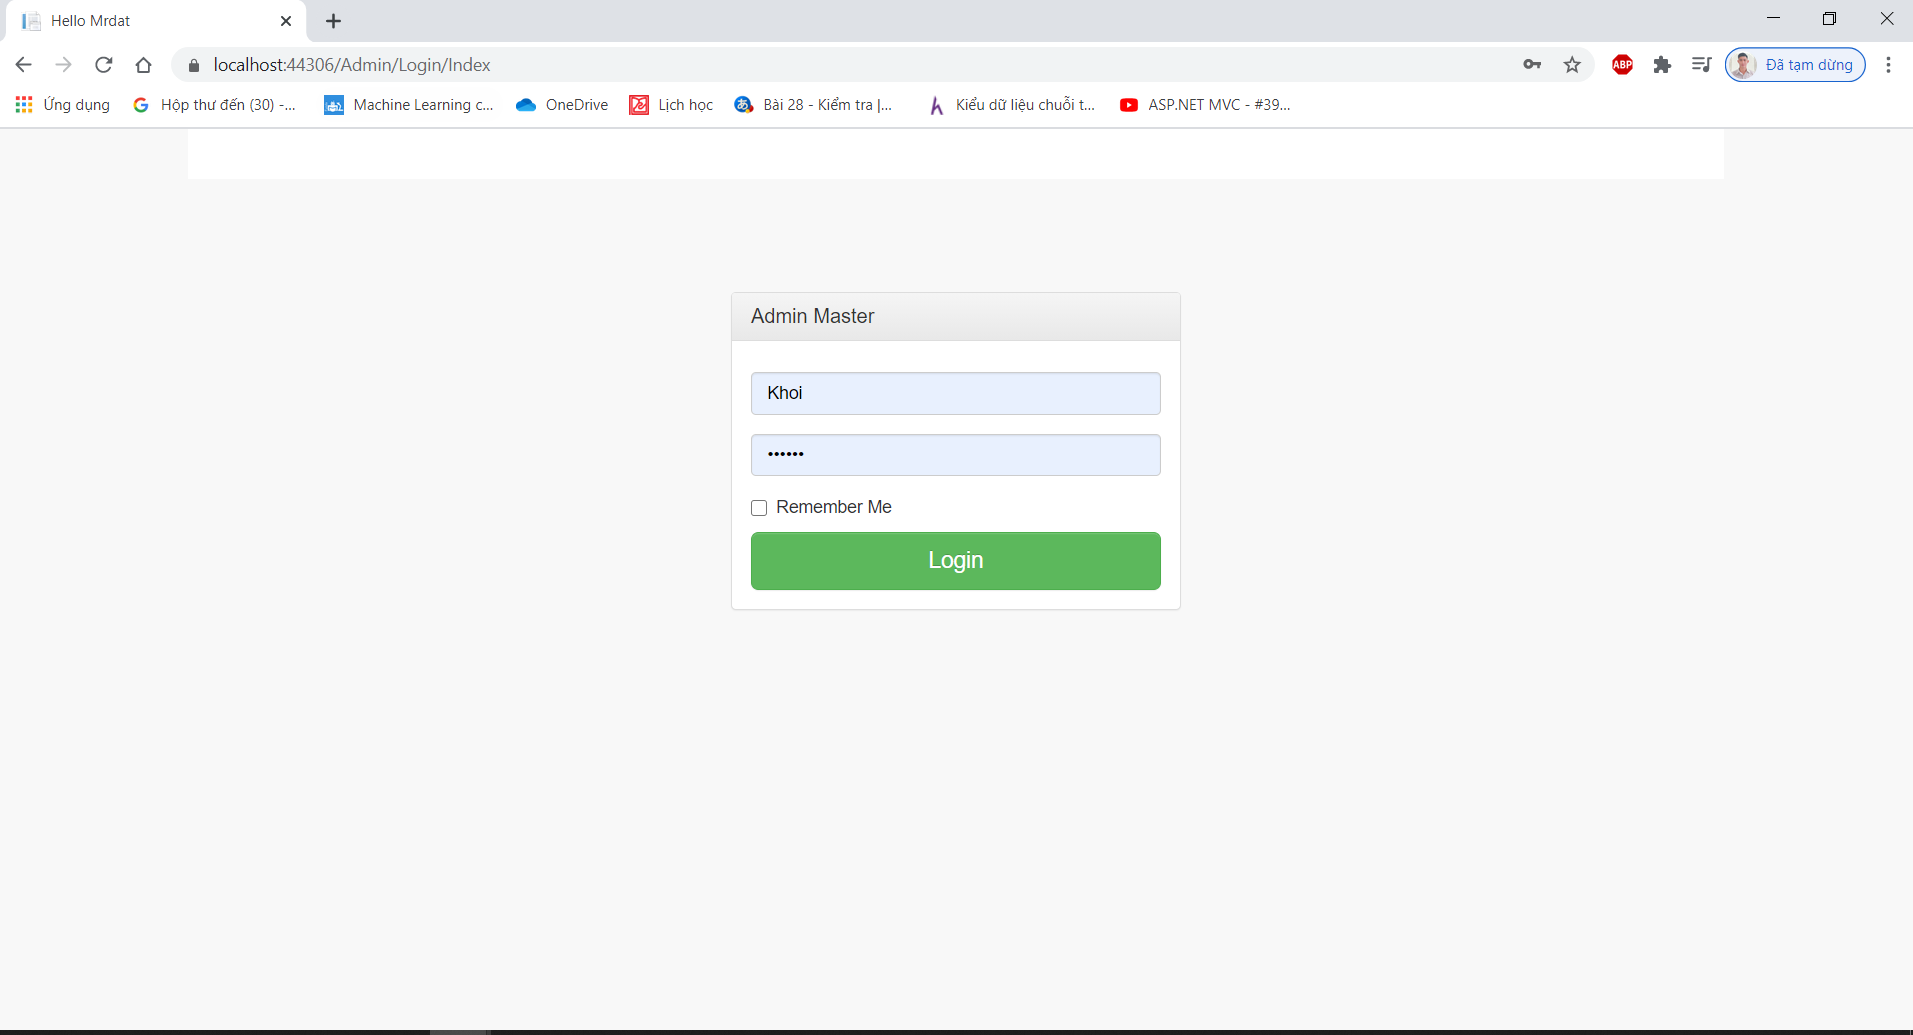 Hello Mrdat
localhost:44306/Admin/Login/Index
ABP
Đã tạm dừng
Ứng dụng
Hộp thư đến (30) -...
Machine Learning c...
OneDrive
Lịch học
Bài 28 - Kiểm tra |...
Kiểu dữ liệu chuỗi t...
ASP.NET MVC - #39...
Admin Master
Khoi
••••••
Remember Me
Login